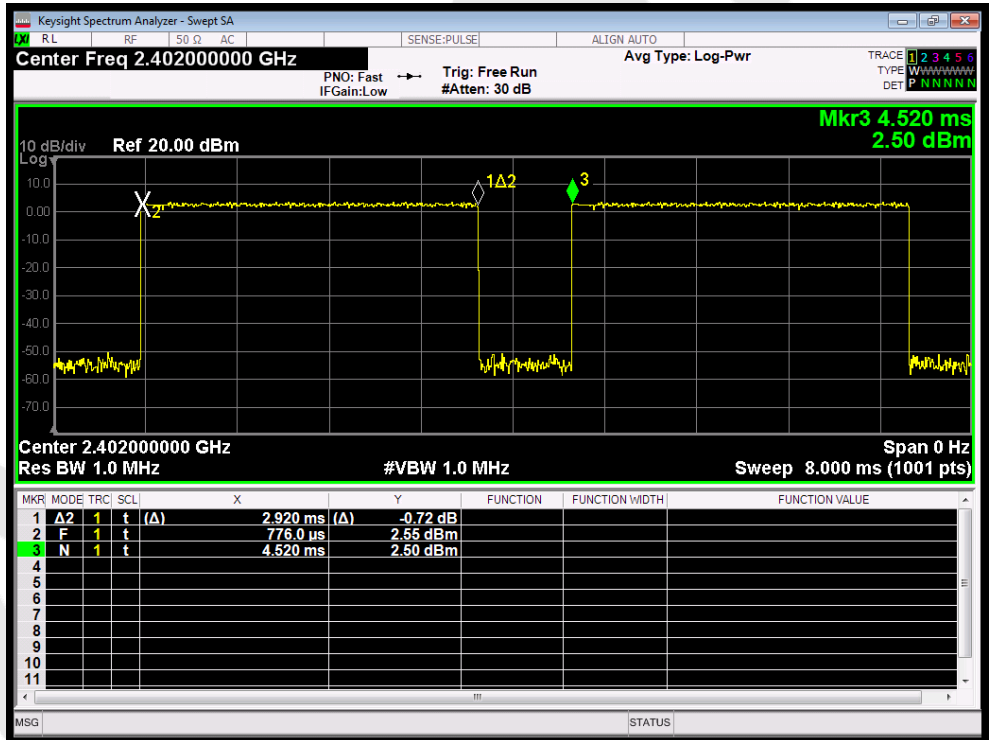 Keysight Spectrum Analyzer - Swept SA
LXI RL RF 50 Ω AC SENSE:PULSE ALIGN AUTO
Center Freq 2.402000000 GHz Avg Type: Log-Pwr TRACE 1 2 3 4 5 6
PNO: Fast Trig: Free Run TYPE W
IFGain:Low #Atten: 30 dB DET P N N N N N
Mkr3 4.520 ms
10 dB/div Ref 20.00 dBm 2.50 dBm
Log
1Δ2 3
10.0
2
0.00
-10.0
-20.0
-30.0
-40.0
-50.0
-60.0
-70.0
Center 2.402000000 GHz Span 0 Hz
Res BW 1.0 MHz #VBW 1.0 MHz Sweep 8.000 ms (1001 pts)
MKR MODE TRC SCL X Y FUNCTION FUNCTION WIDTH FUNCTION VALUE
1 Δ2 1 t (Δ) 2.920 ms (Δ) -0.72 dB
2 F 1 t 776.0 µs 2.55 dBm
3 N 1 t 4.520 ms 2.50 dBm
4
5
6
7
8
9
10
11
MSG STATUS